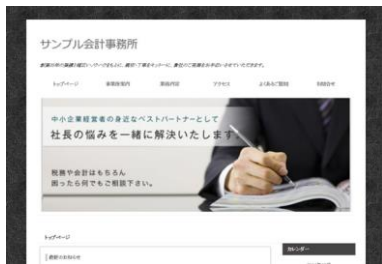 サンプル会計事務所
トップページ 事務所案内 業務内容 アクセス よくあるご質問 お問合せ
中小企業経営者の身近なベストパートナーとして
社長の悩みを一緒に解決いたします。
税務や会計はもちろん
困ったら何でもご相談下さい。
トップページ
カレンダー
最新のお知らせ